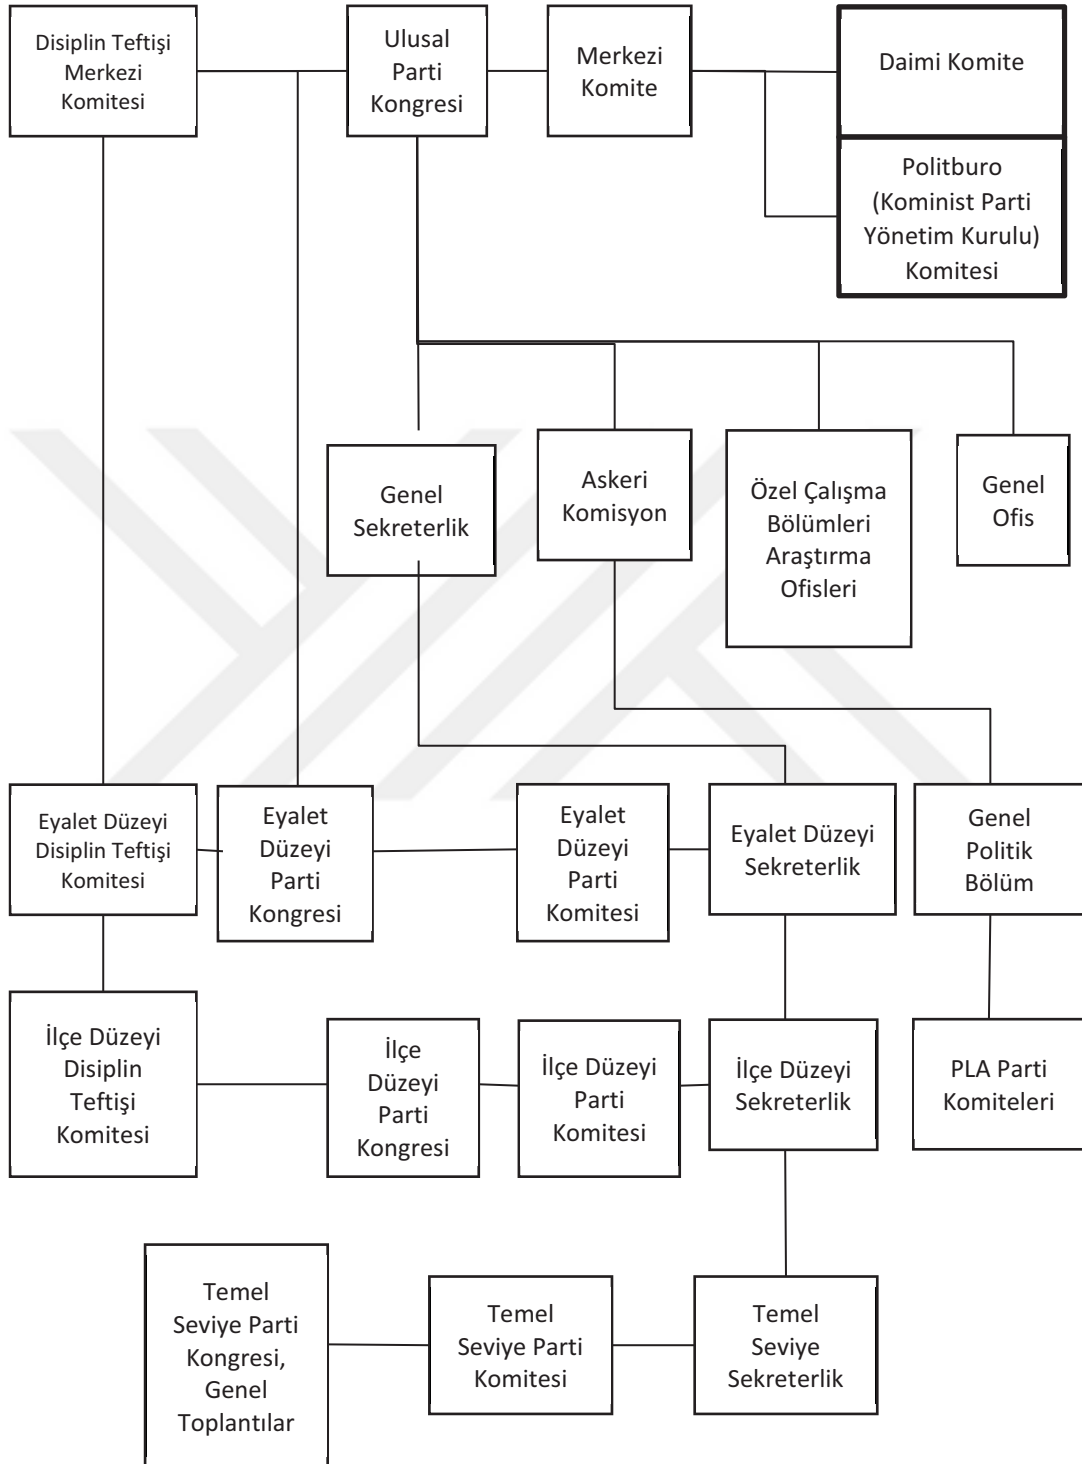 Disiplin Teftişi
Merkezi
Komitesi
Ulusal
Parti
Kongresi
Merkezi
Komite
Daimi Komite
Politburo
(Kominist Parti
Yönetim Kurulu)
Komitesi
Genel
Sekreterlik
Askeri
Komisyon
Özel Çalışma
Bölümleri
Araştırma
Ofisleri
Genel
Ofis
Eyalet Düzeyi
Disiplin Teftişi
Komitesi
Eyalet
Düzeyi
Parti
Kongresi
Eyalet
Düzeyi
Parti
Komitesi
Eyalet Düzeyi
Sekreterlik
Genel
Politik
Bölüm
İlçe Düzeyi
Disiplin
Teftişi
Komitesi
İlçe
Düzeyi
Parti
Kongresi
İlçe Düzeyi
Parti
Komitesi
İlçe Düzeyi
Sekreterlik
PLA Parti
Komiteleri
Temel
Seviye Parti
Kongresi,
Genel
Toplantılar
Temel
Seviye Parti
Komitesi
Temel
Seviye
Sekreterlik